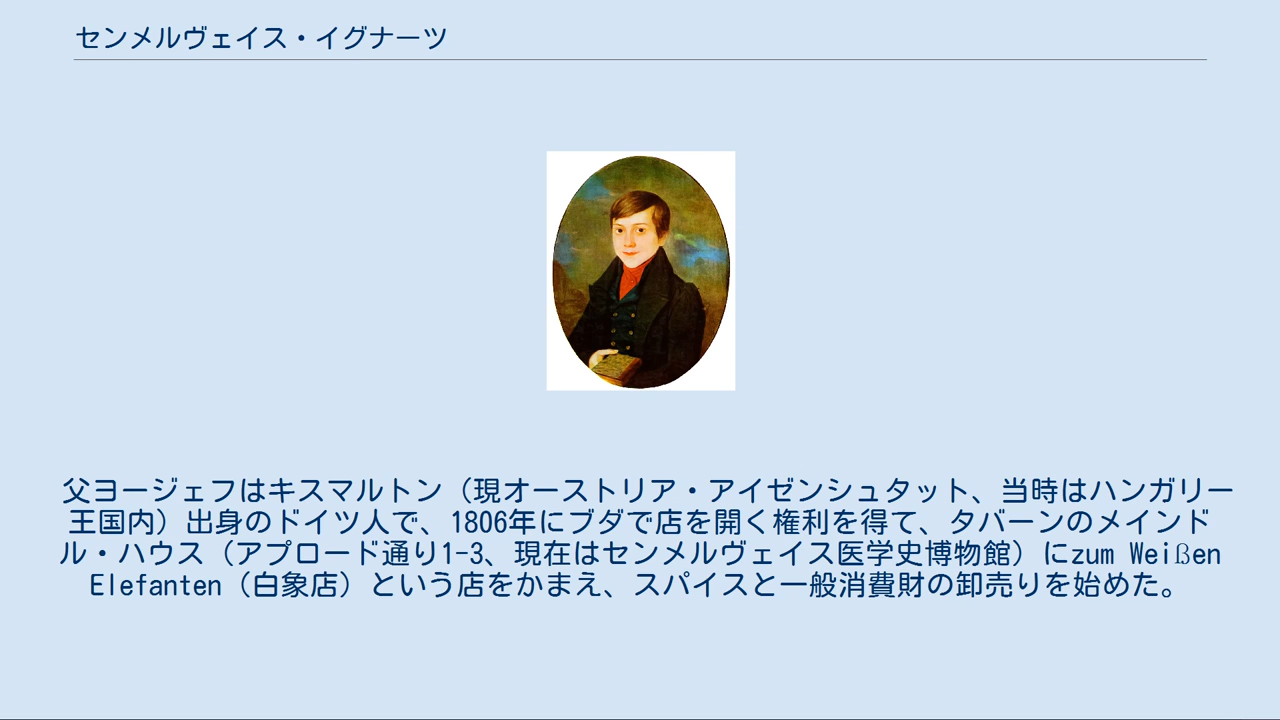 センメルヴェイス・イグナーツ
父ヨージェフはキスマルトン（現オーストリア・アイゼンシュタット、当時はハンガリー
王国内）出身のドイツ人で、1806年にブダで店を開く権利を得て、タバーンのメインド
ル・ハウス（アプロード通り1-3、現在はセンメルヴェイス医学史博物館）にzum Weißen
Elefanten（白象店）という店をかまえ、スパイスと一般消費財の卸売りを始めた。